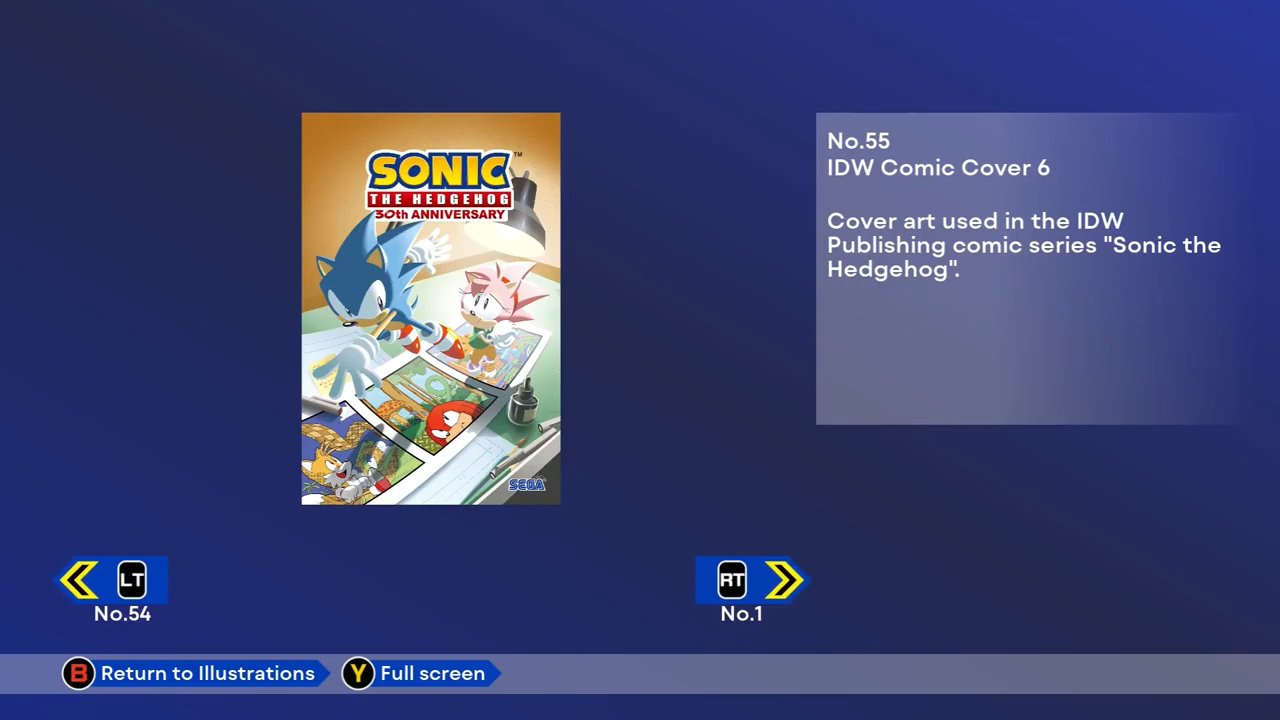 SONIC
TM
THE HEDGEHOG
30th ANNIVERSARY
SEGA
No.55
IDW Comic Cover 6
Cover art used in the IDW
Publishing comic series "Sonic the
Hedgehog".
LT
No.54
RT
No.1
B Return to Illustrations
Y Full screen